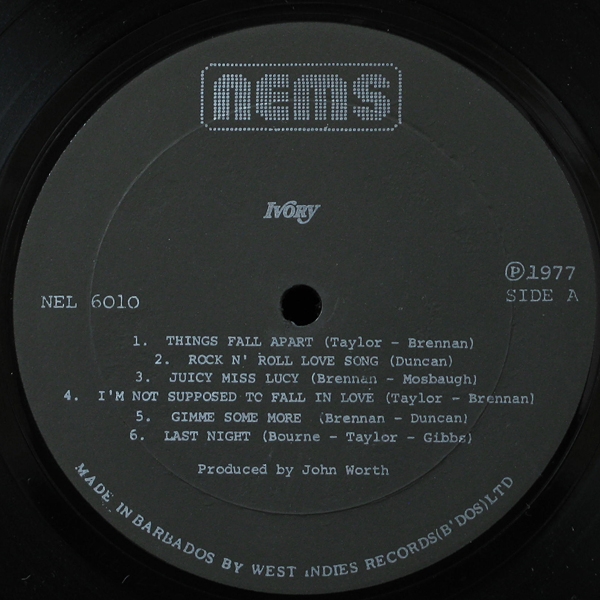 NEMS
Ivory
℗1977
NEL 6010
SIDE A
1. THINGS FALL APART (Taylor - Brennan)
2. ROCK N' ROLL LOVE SONG (Duncan)
3. JUICY MISS LUCY (Brennan - Mosbaugh)
4. I'M NOT SUPPOSED TO FALL IN LOVE (Taylor - Brennan)
5. GIMME SOME MORE (Brennan - Duncan)
6. LAST NIGHT (Bourne - Taylor - Gibbs)
Produced by John Worth
MADE IN BARBADOS BY WEST INDIES RECORDS(B'DOS)LTD